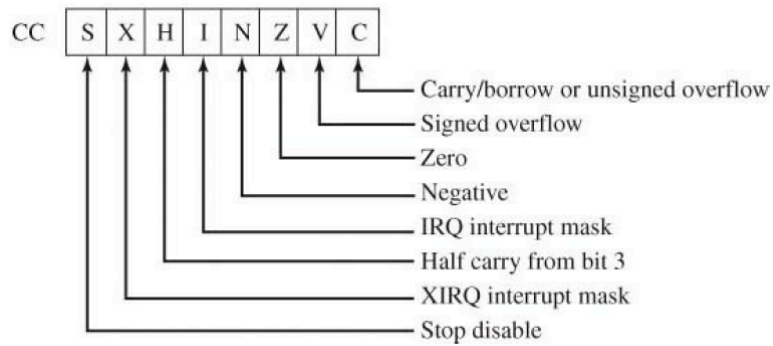 CC S X H I N Z V C
Carry/borrow or unsigned overflow
Signed overflow
Zero
Negative
IRQ interrupt mask
Half carry from bit 3
XIRQ interrupt mask
Stop disable